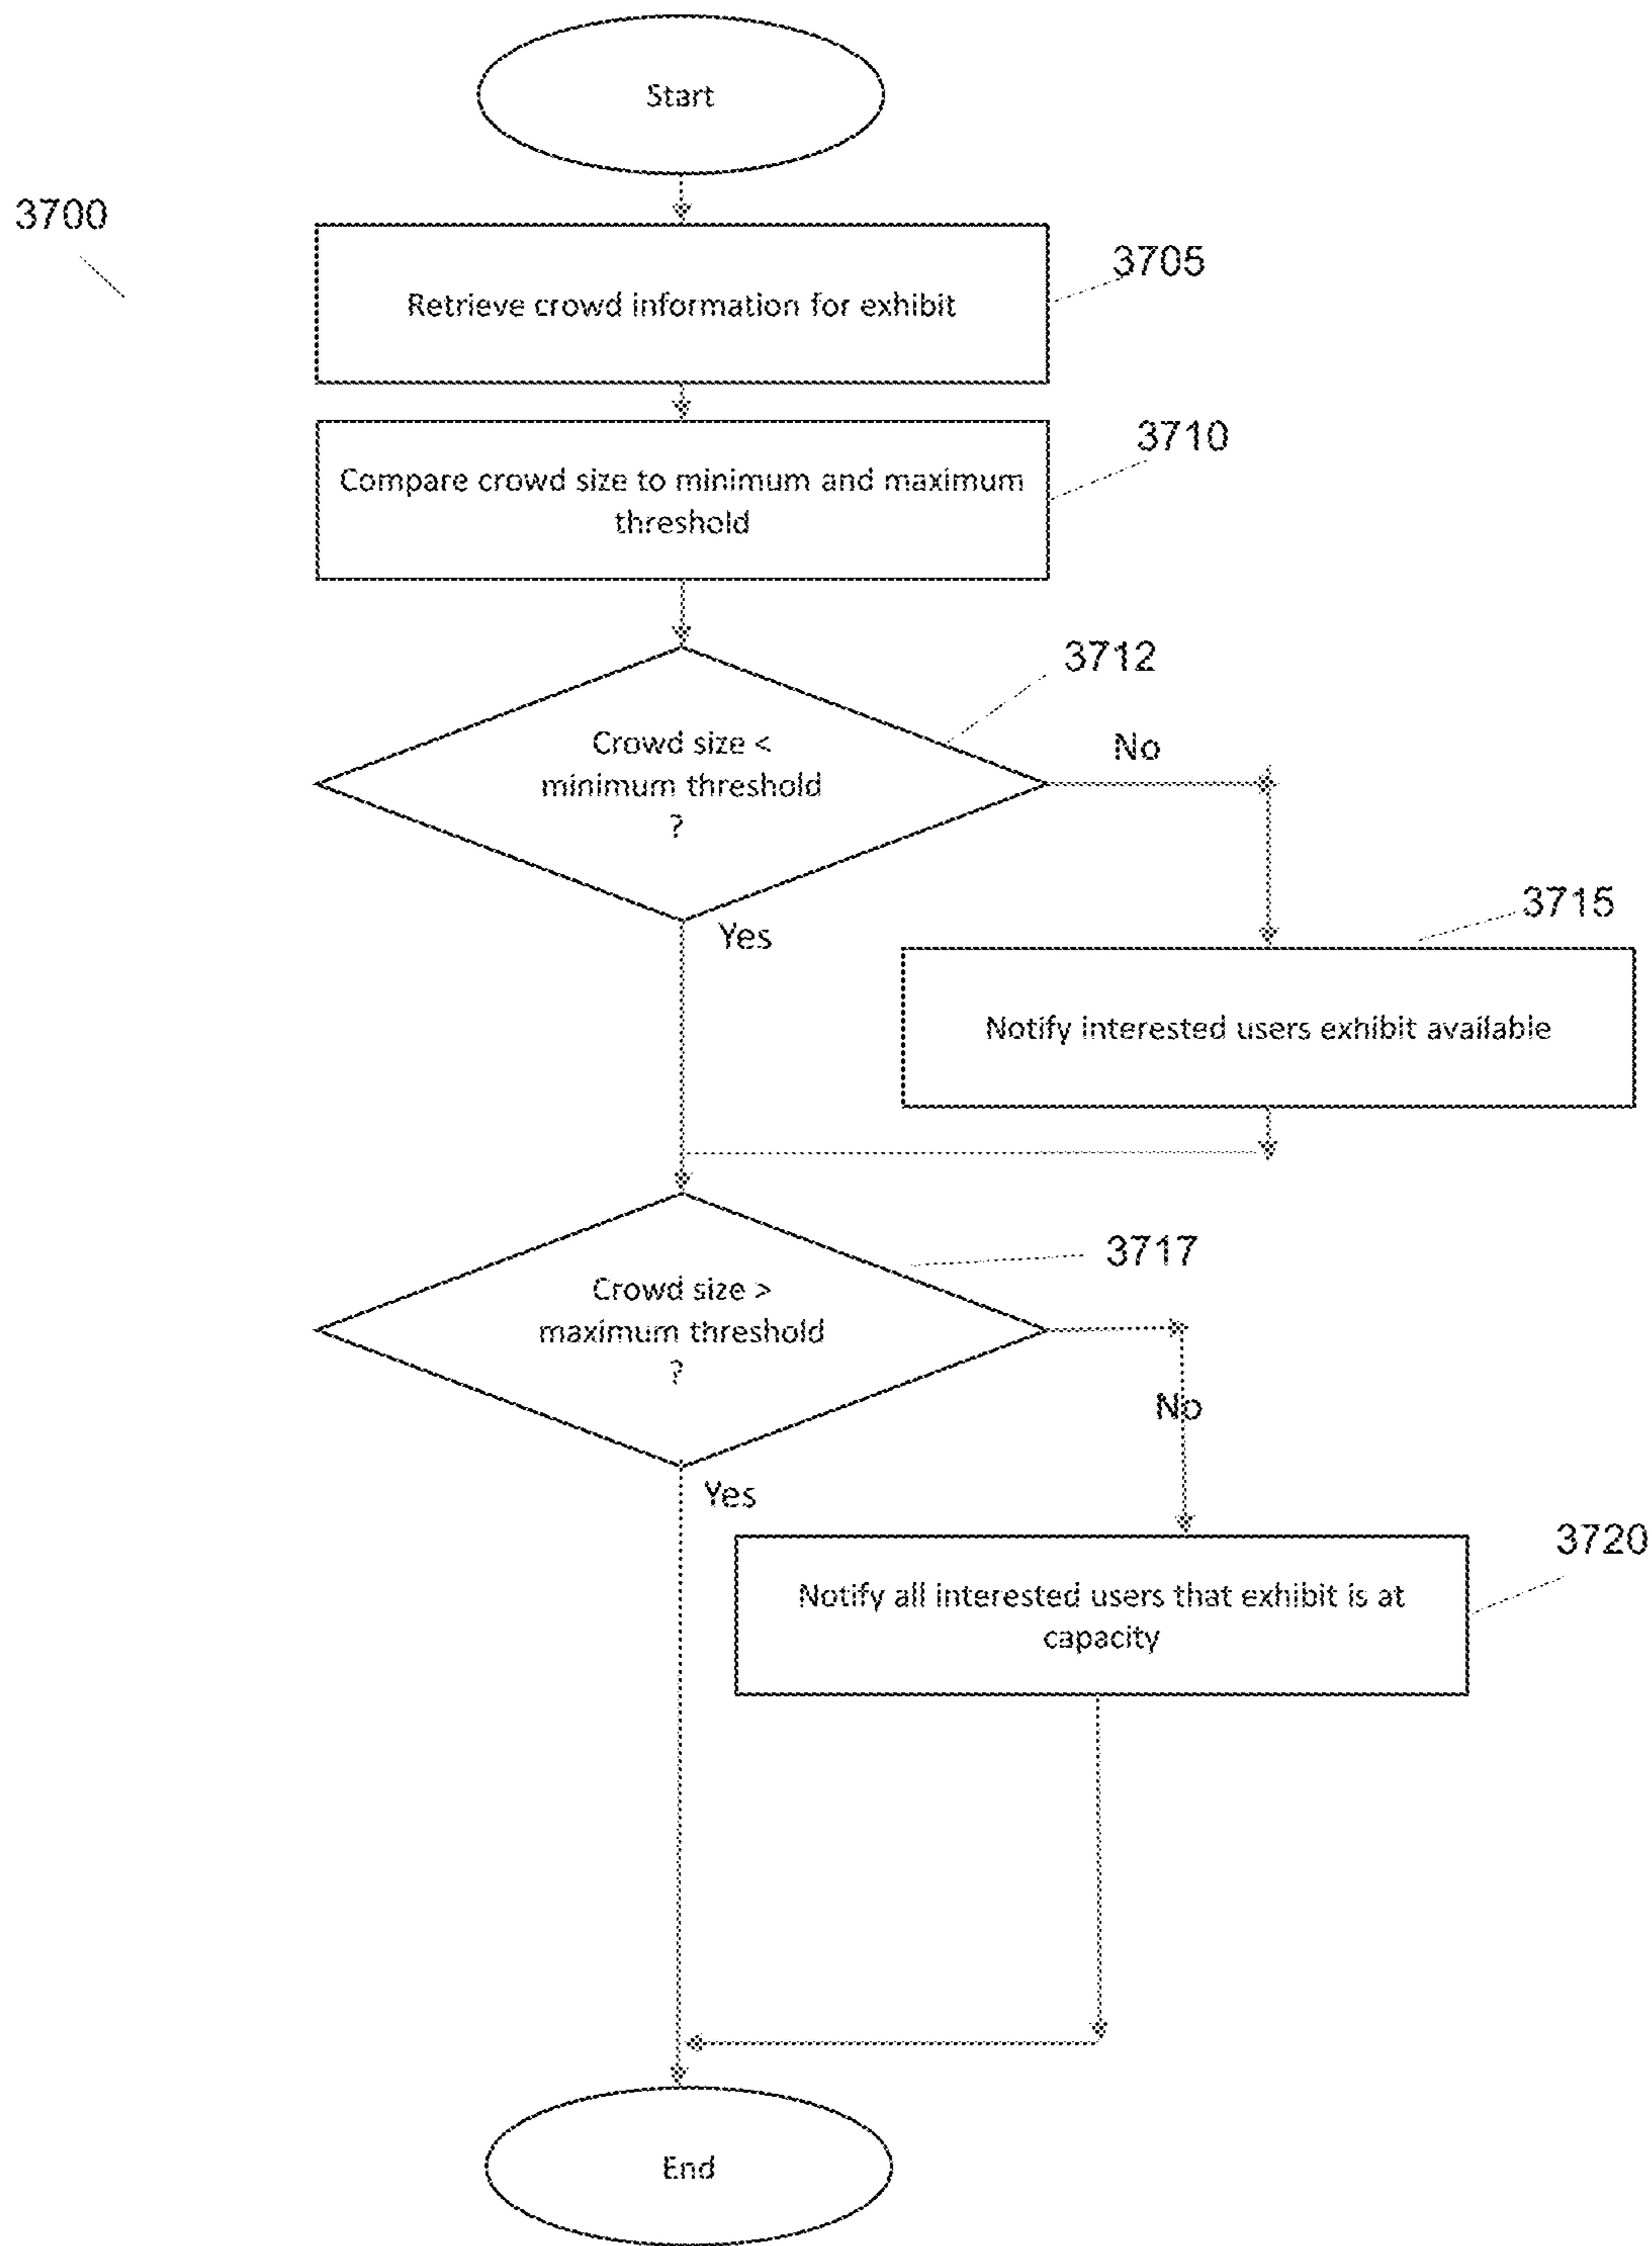 Start
3700
3705
Retrieve crowd information for exhibit
3710
Compare crowd size to minimum and maximum
threshold
3712
Crowd size <
minimum threshold
?
No
Yes
3715
Notify interested users exhibit available
3717
Crowd size >
maximum threshold
?
No
Yes
3720
Notify all interested users that exhibit is at
capacity
End